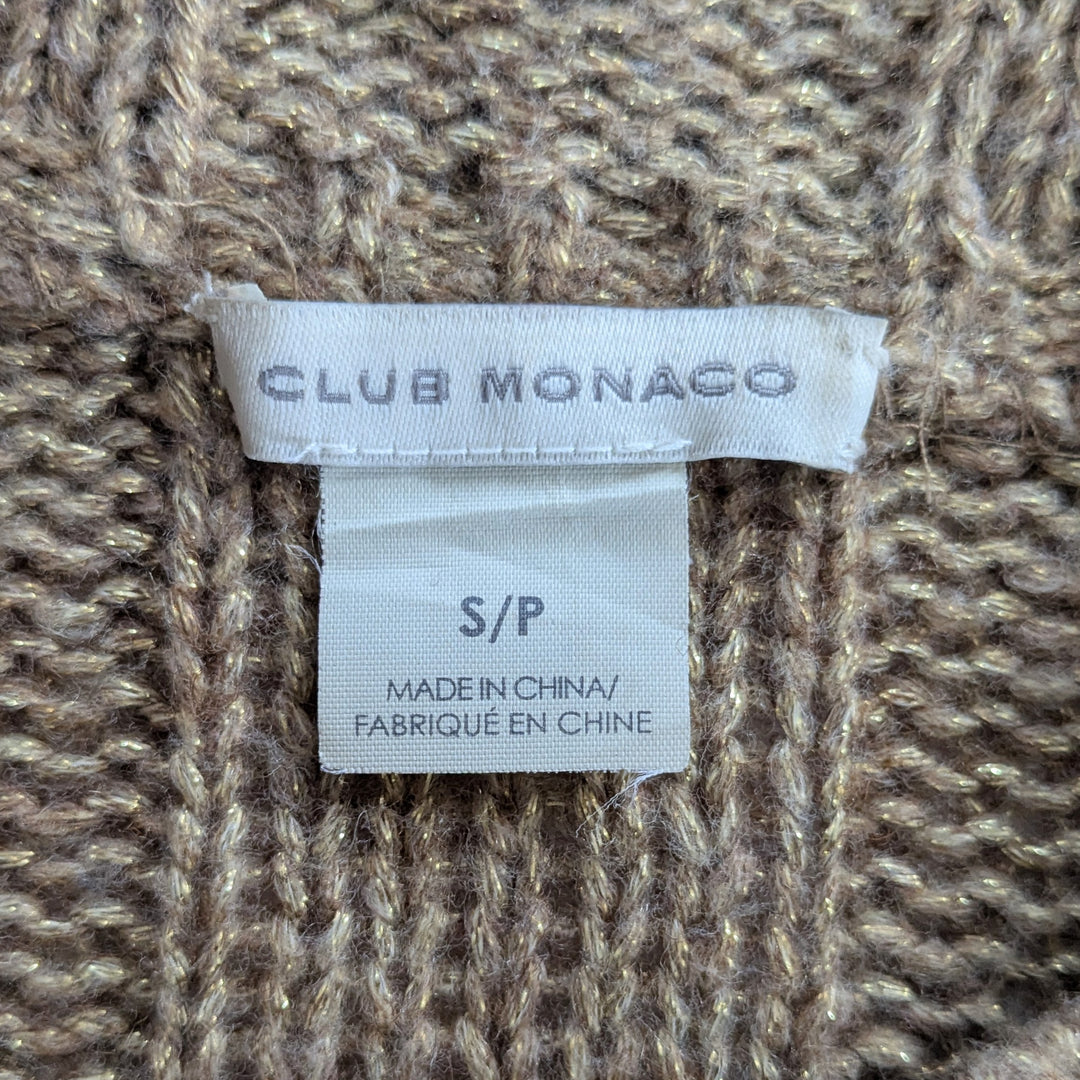 CLUB MONACO
S/P
MADE IN CHINA/
FABRIQUÉ EN CHINE